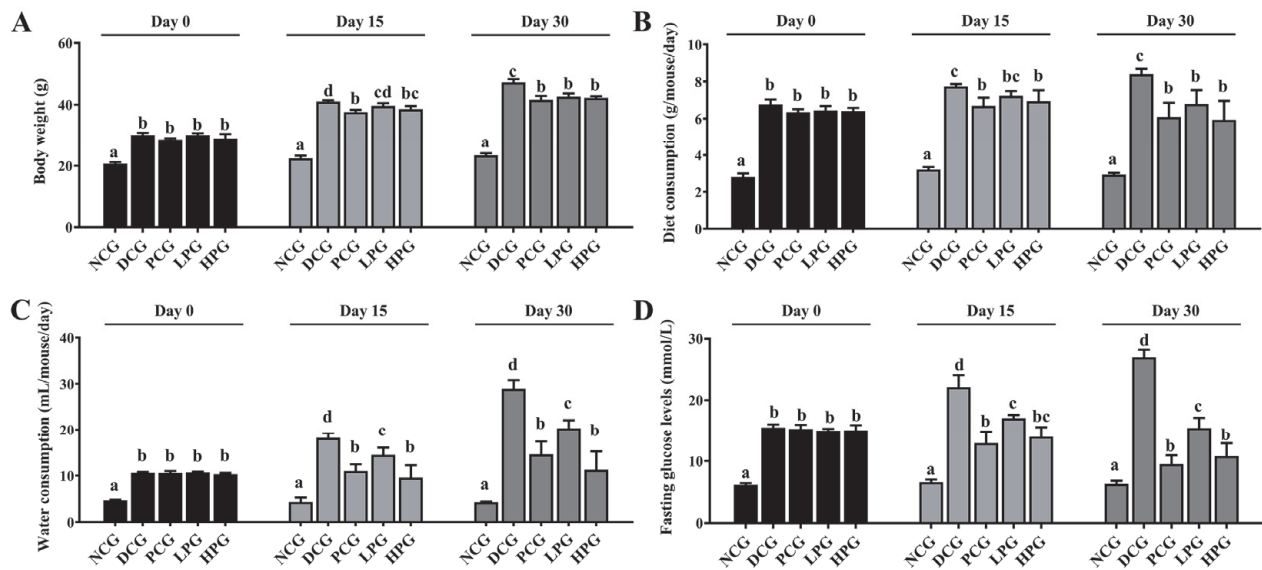 A
Day 0
Day 15
Day 30
Body weight (g)
60
40
20
0
a
b
b
b
b
a
d
b
cd
bc
a
c
b
b
b
NCG
DCG
PCG
LPG
HPG
NCG
DCG
PCG
LPG
HPG
NCG
DCG
PCG
LPG
HPG
B
Day 0
Day 15
Day 30
Diet consumption (g/mouse/day)
10
8
6
4
2
0
a
b
b
b
b
a
c
b
bc
b
a
c
b
b
b
NCG
DCG
PCG
LPG
HPG
NCG
DCG
PCG
LPG
HPG
NCG
DCG
PCG
LPG
HPG
C
Day 0
Day 15
Day 30
Water consumption (mL/mouse/day)
40
30
20
10
0
a
b
b
b
b
a
d
b
c
b
a
d
b
c
b
NCG
DCG
PCG
LPG
HPG
NCG
DCG
PCG
LPG
HPG
NCG
DCG
PCG
LPG
HPG
D
Day 0
Day 15
Day 30
Fasting glucose levels (mmol/L)
30
20
10
0
a
b
b
b
b
a
d
b
c
bc
a
d
b
c
b
NCG
DCG
PCG
LPG
HPG
NCG
DCG
PCG
LPG
HPG
NCG
DCG
PCG
LPG
HPG